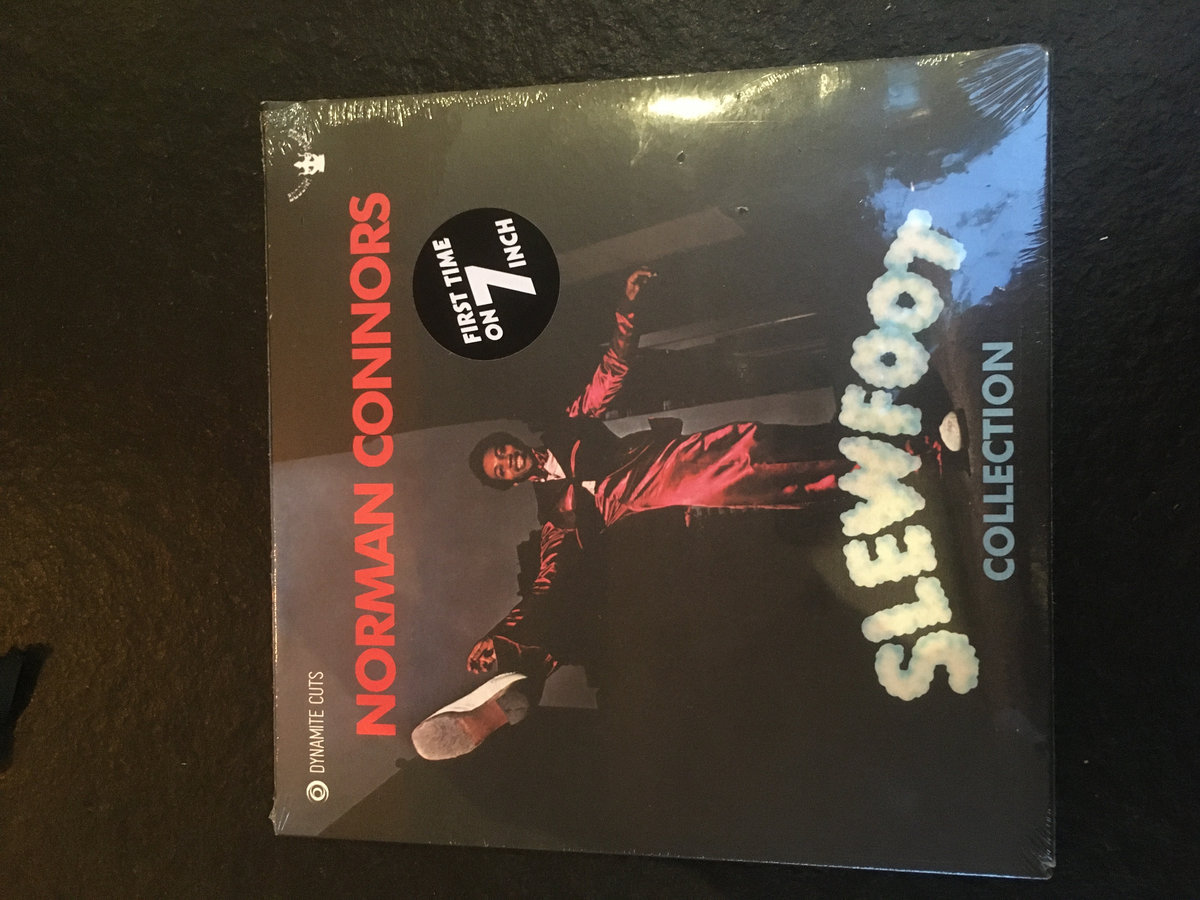 DYNAMITE CUTS
NORMAN CONNORS
FIRST TIME
ON 7 INCH
SLEWFOOT
COLLECTION